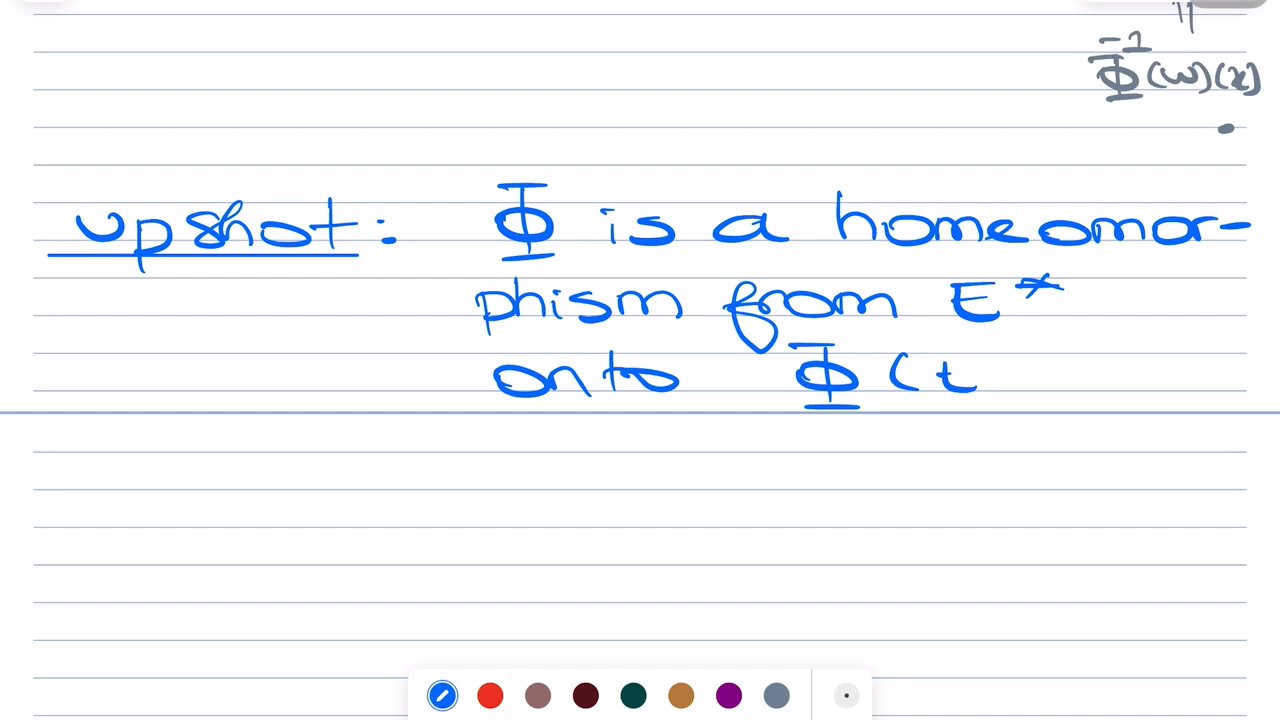 Φ⁻¹(ω)(x)
upshot: Φ is a homeomor-
phism from E*
onto Φ(t